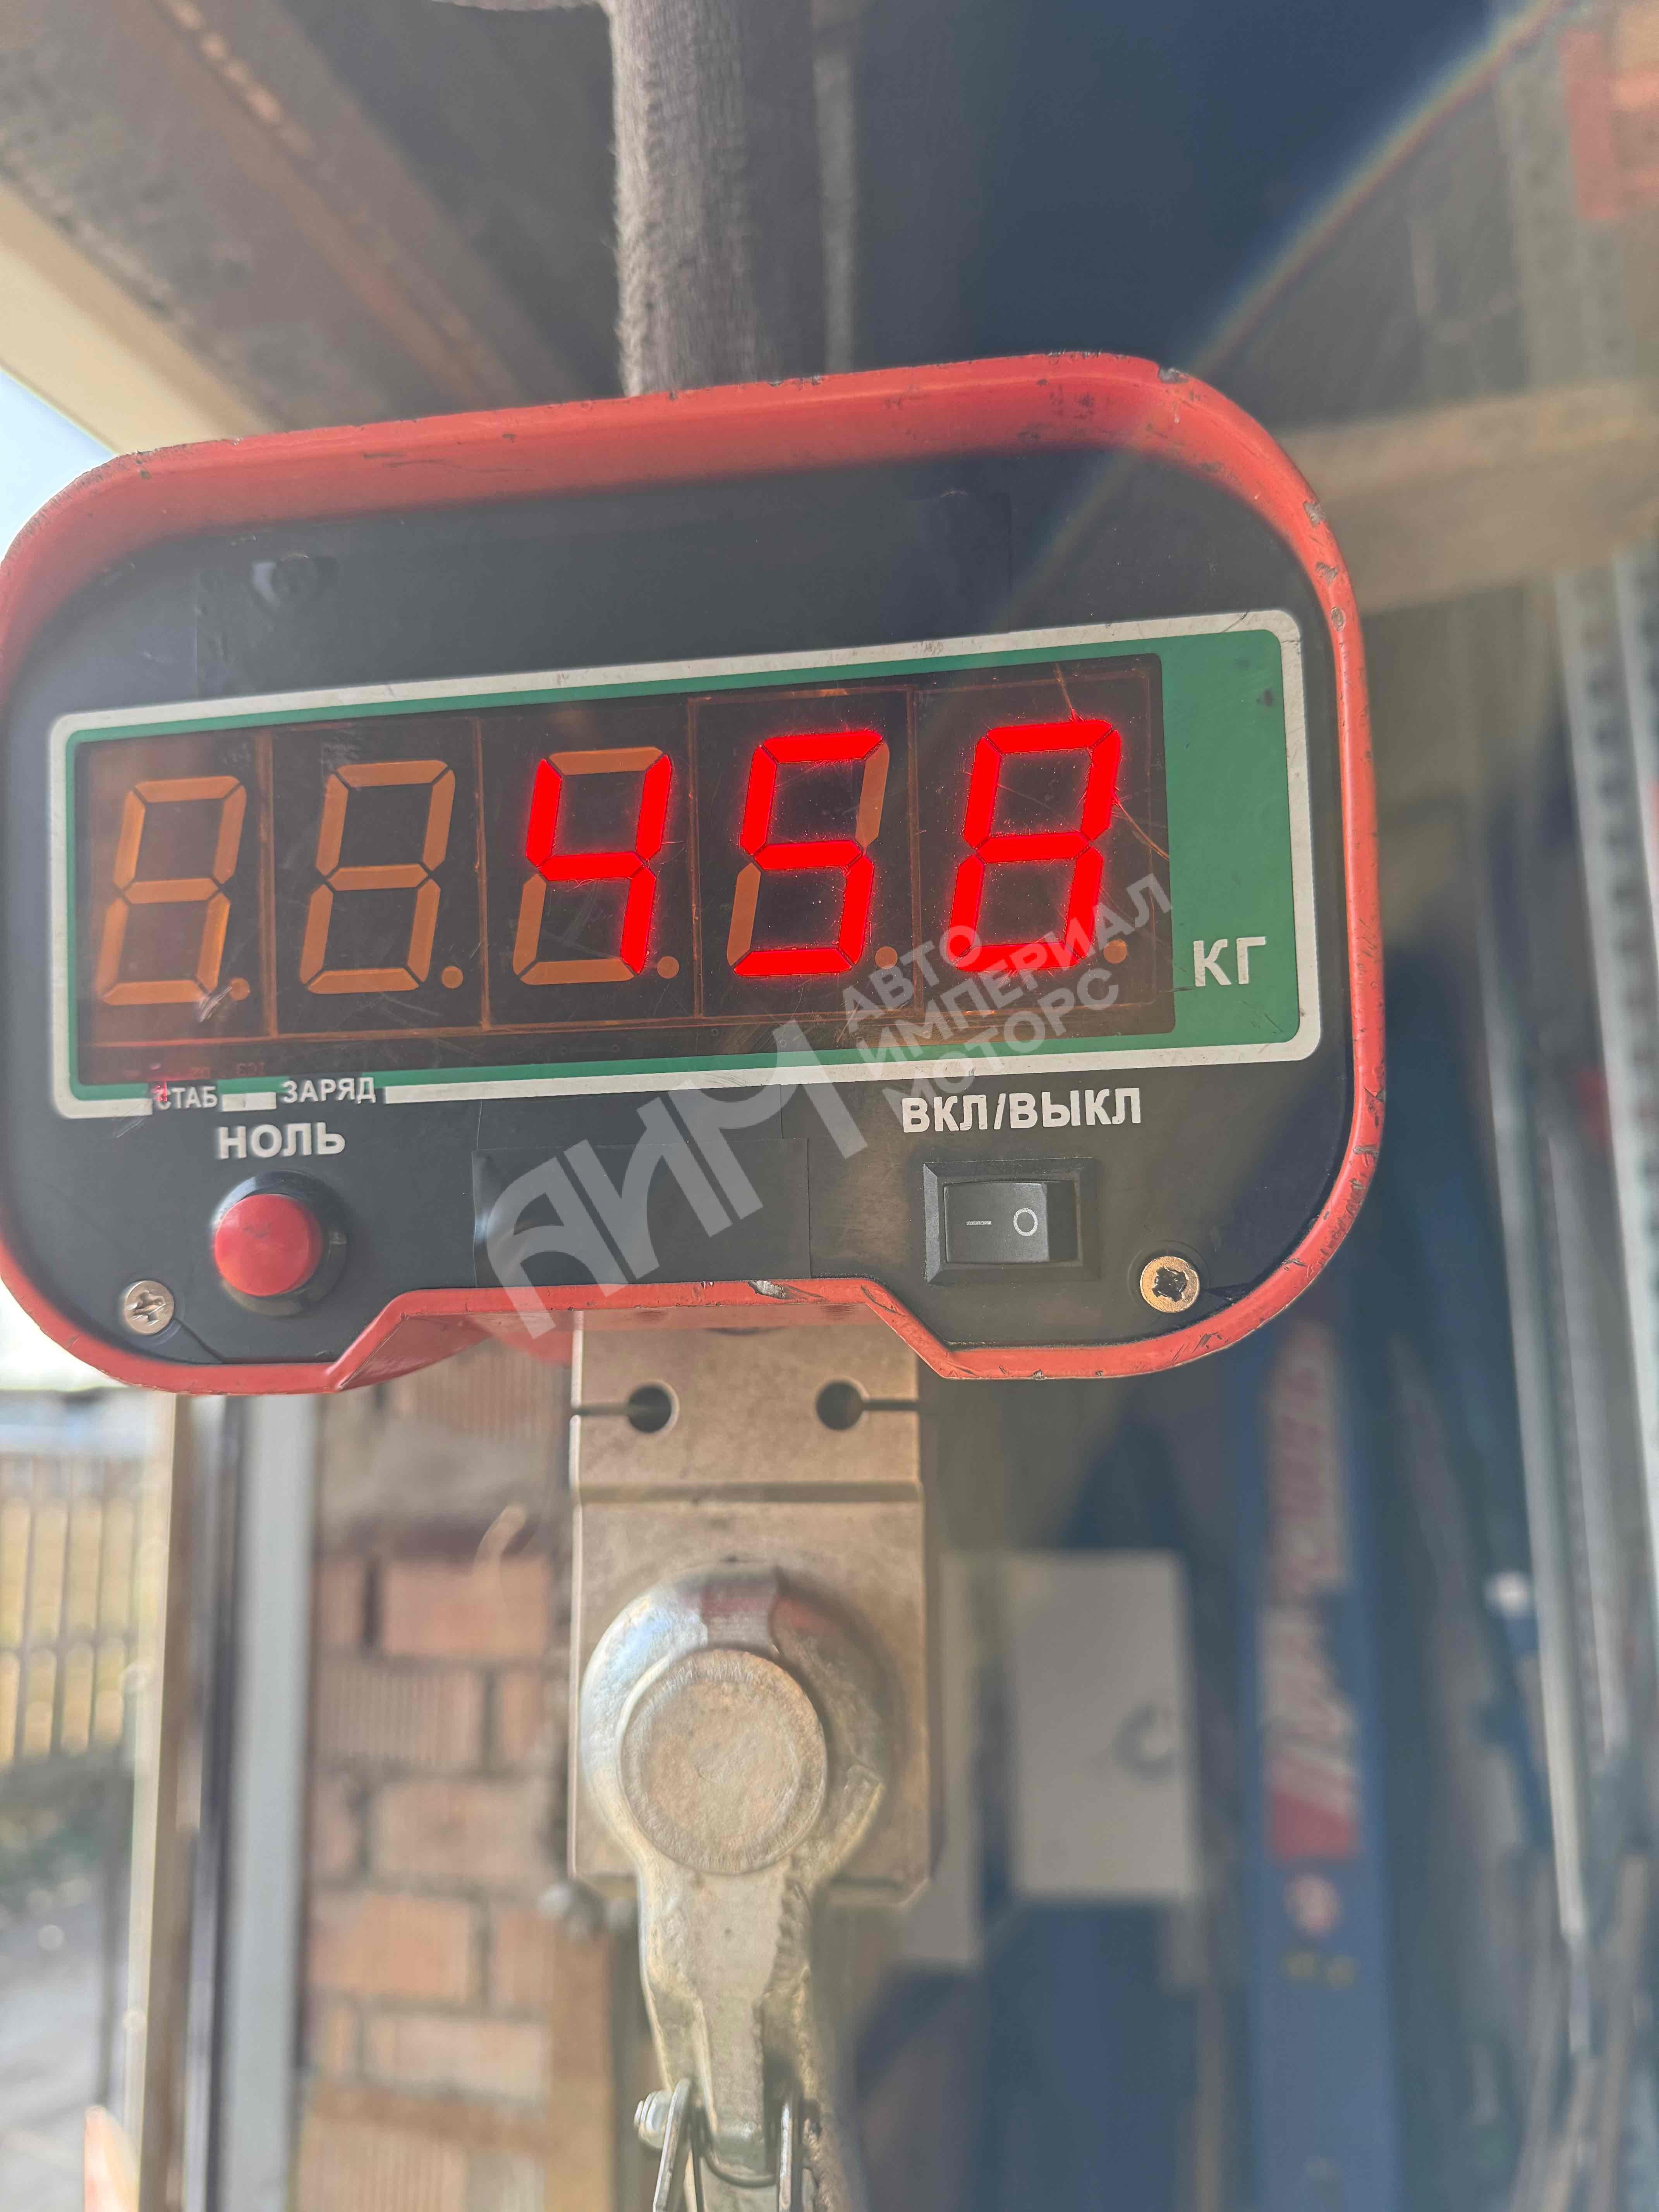 458
КГ
СТАБ ЗАРЯД
НОЛЬ
ВКЛ/ВЫКЛ
АИМ
АВТО
ИМПЕРИАЛ
МОТОРС